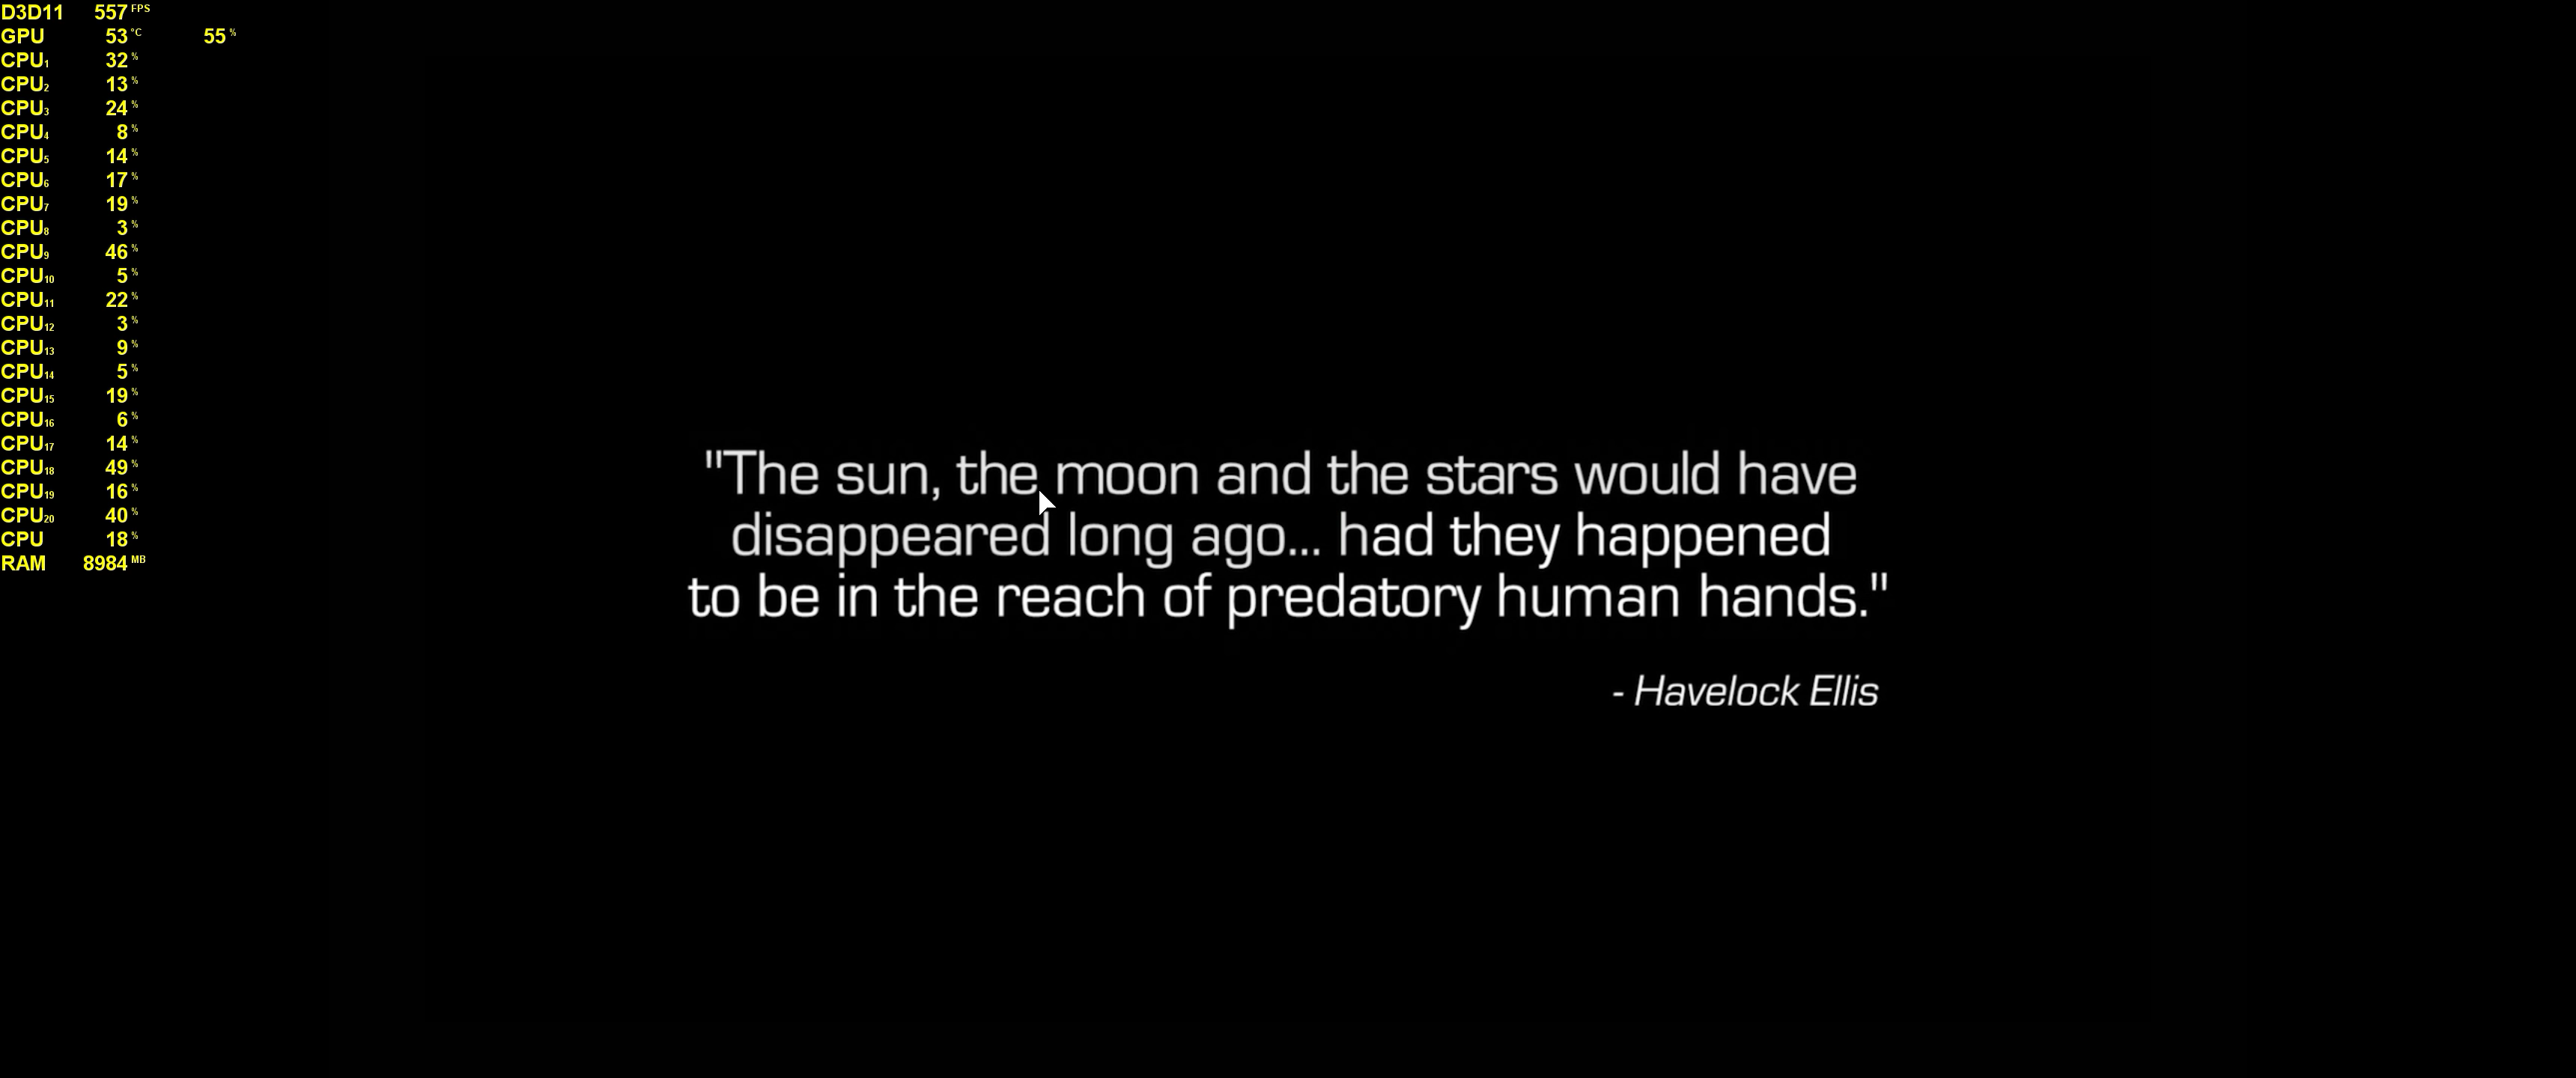 D3D11 557 FPS
GPU 53 °C 55 %
CPU1 32 %
CPU2 13 %
CPU3 24 %
CPU4 8 %
CPU5 14 %
CPU6 17 %
CPU7 19 %
CPU8 3 %
CPU9 46 %
CPU10 5 %
CPU11 22 %
CPU12 3 %
CPU13 9 %
CPU14 5 %
CPU15 19 %
CPU16 6 %
CPU17 14 %
CPU18 49 %
CPU19 16 %
CPU20 40 %
CPU 18 %
RAM 8984 MB
"The sun, the moon and the stars would have
disappeared long ago... had they happened
to be in the reach of predatory human hands."
- Havelock Ellis